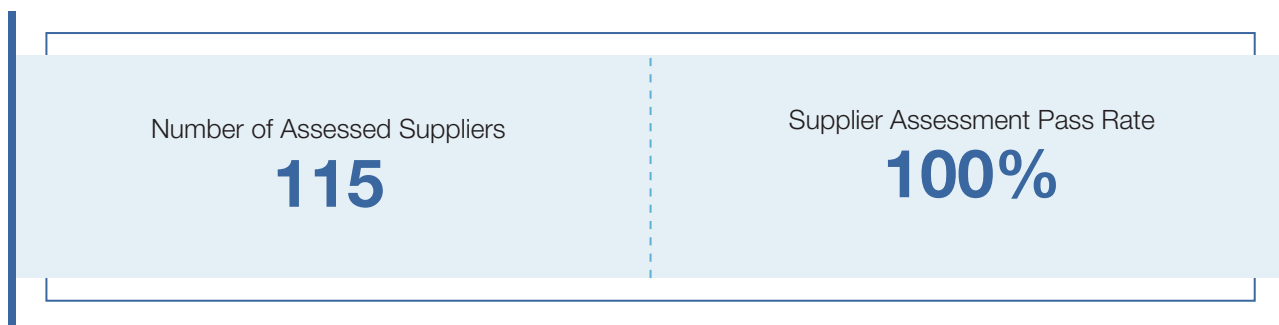 Number of Assessed Suppliers
115
Supplier Assessment Pass Rate
100%